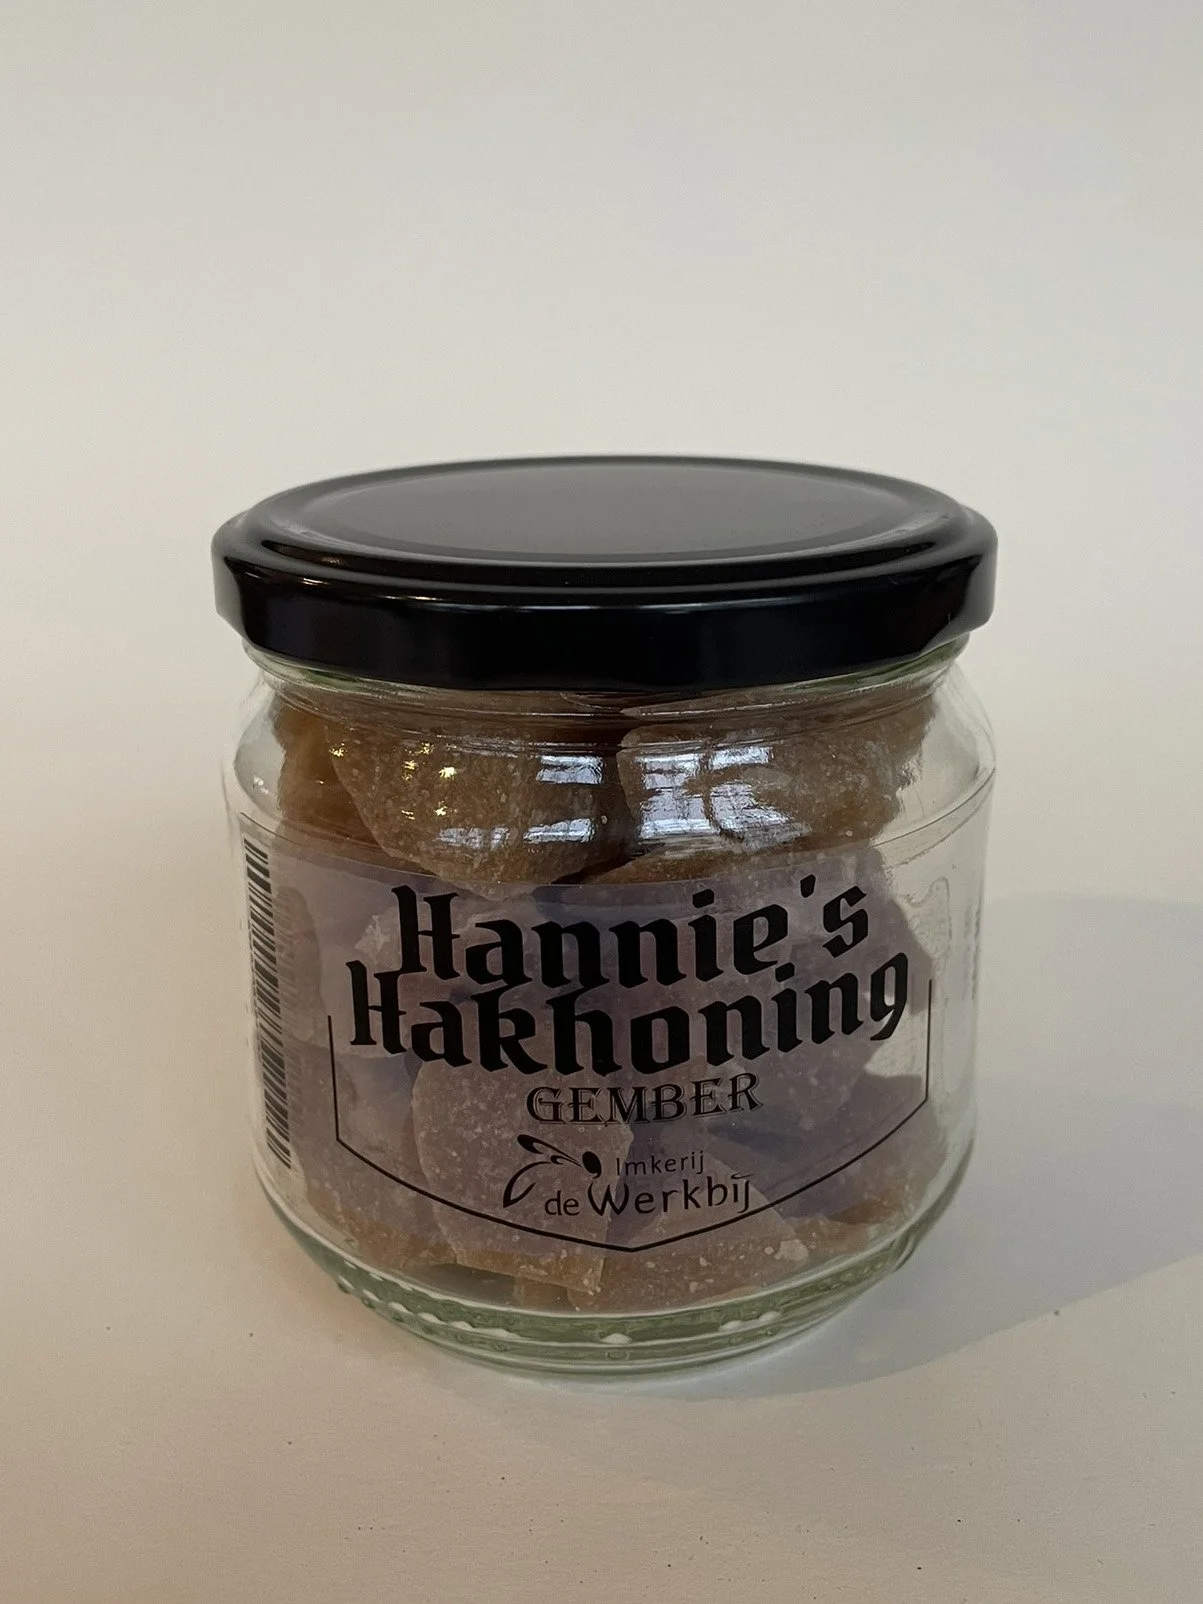 Hannie's
Hakhoning
GEMBER
Imkerij
de Werkbij